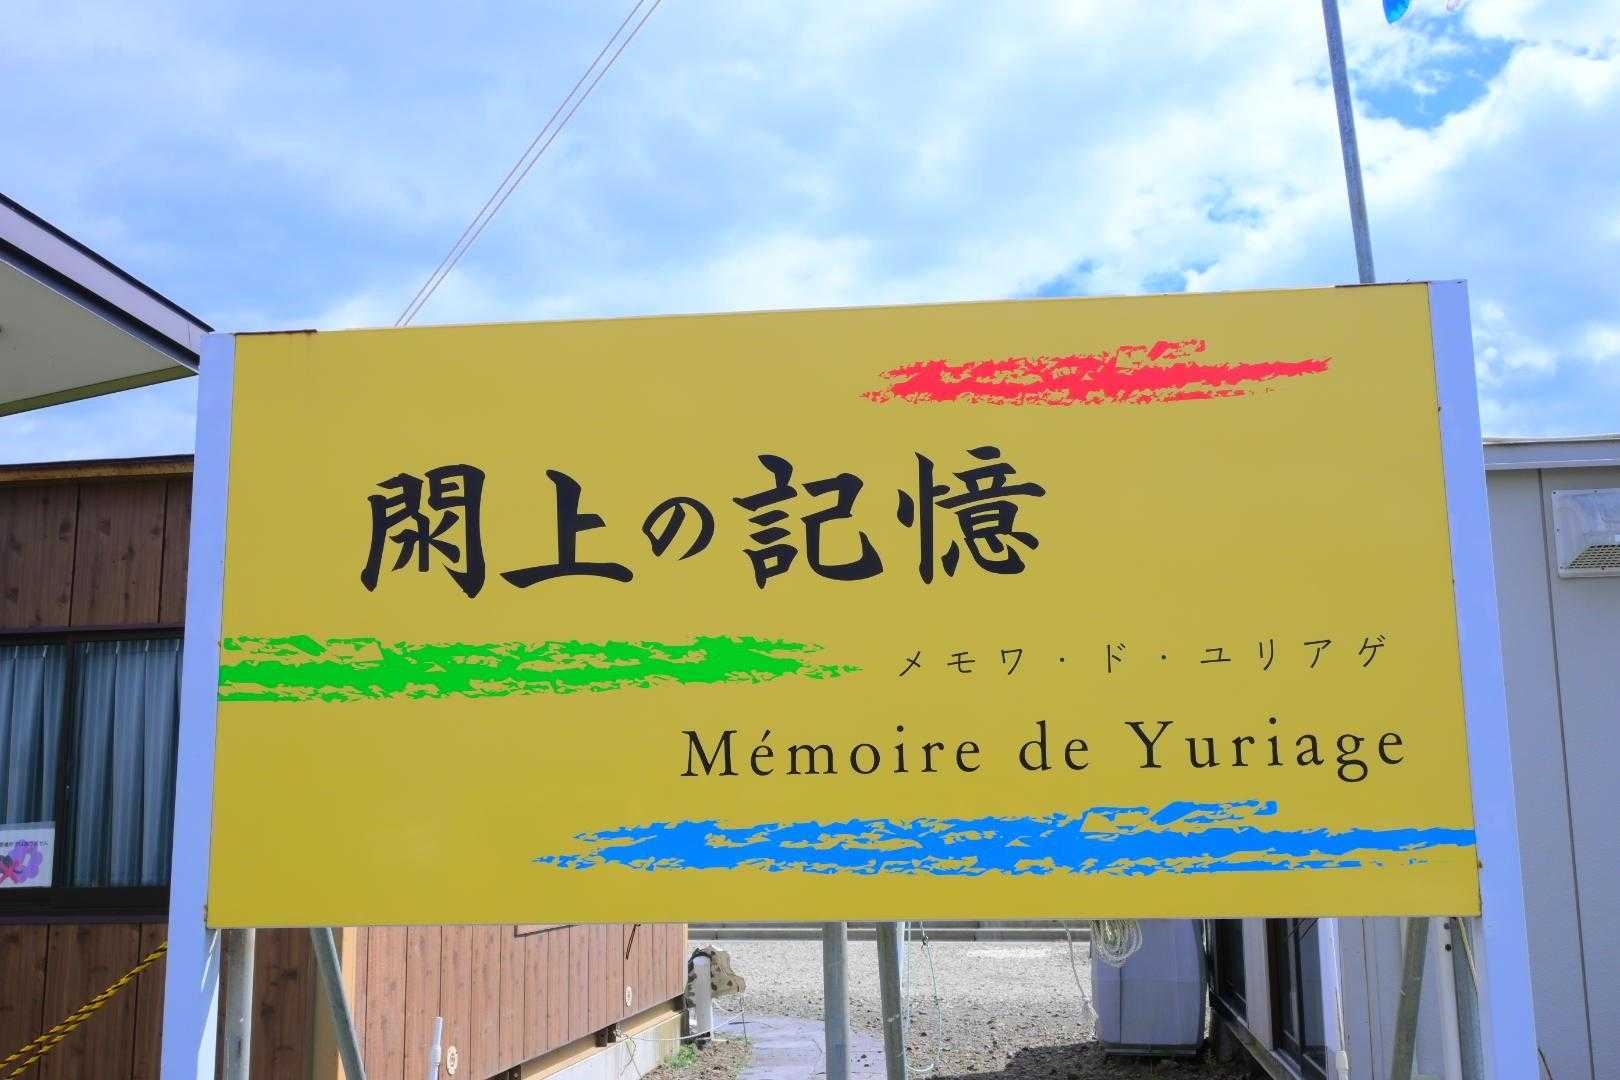 閖上の記憶
メモワ・ド・ユリアゲ
Mémoire de Yuriage